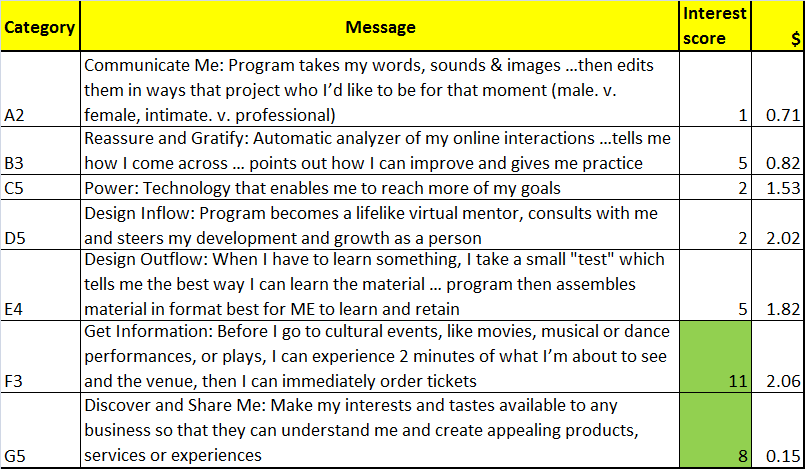 Category Message Interest score $
A2 Communicate Me: Program takes my words, sounds & images …then edits
them in ways that project who I’d like to be for that moment (male. v.
female, intimate. v. professional) 1 0.71
B3 Reassure and Gratify: Automatic analyzer of my online interactions …tells me
how I come across … points out how I can improve and gives me practice 5 0.82
C5 Power: Technology that enables me to reach more of my goals 2 1.53
D5 Design Inflow: Program becomes a lifelike virtual mentor, consults with me
and steers my development and growth as a person 2 2.02
E4 Design Outflow: When I have to learn something, I take a small "test" which
tells me the best way I can learn the material … program then assembles
material in format best for ME to learn and retain 5 1.82
F3 Get Information: Before I go to cultural events, like movies, musical or dance
performances, or plays, I can experience 2 minutes of what I’m about to see
and the venue, then I can immediately order tickets 11 2.06
G5 Discover and Share Me: Make my interests and tastes available to any
business so that they can understand me and create appealing products,
services or experiences 8 0.15